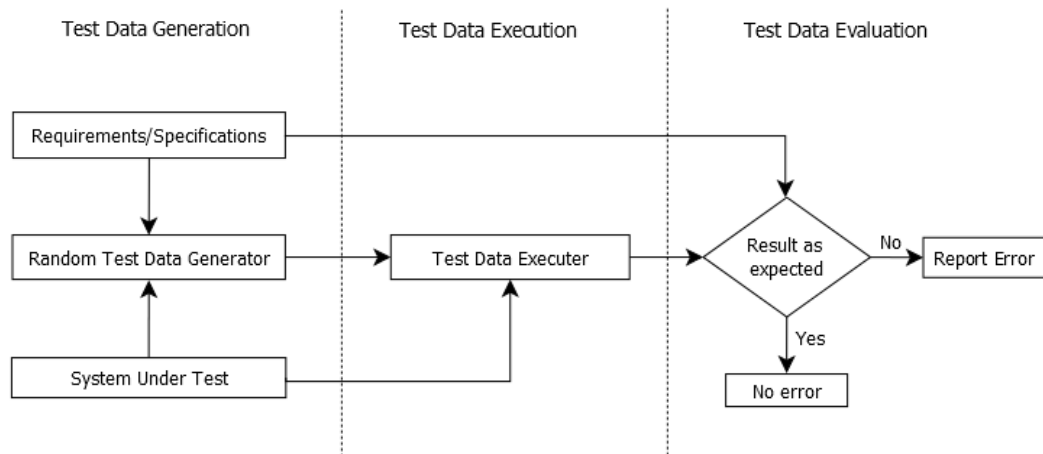 Test Data Generation
Test Data Execution
Test Data Evaluation
Requirements/Specifications
Random Test Data Generator
Test Data Executer
Result as
expected
No
Report Error
Yes
System Under Test
No error